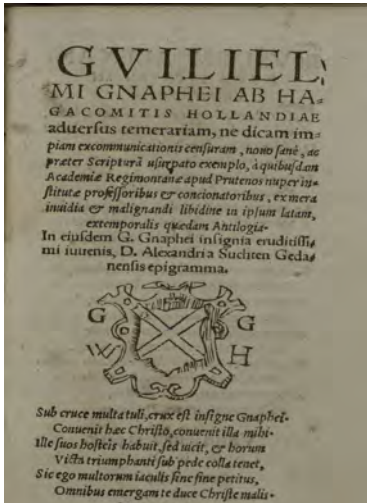 GVILIEL
MI GNAPHEI AB HA-
GACOMITIS HOLLANDIAE
aduersus temerariam, ne dicam im-
piam excommunicationis censuram, nouo sanè, ac
præter Scripturã usurpato exemplo, à quibusdam
Academiæ Regimontanæ apud Prutenos nuper in-
stitutæ professoribus & concionatoribus, ex mera
inuidia & malignandi libidine in ipsum latam,
extemporalis quædam Antilogia.
In eiusdem G. Gnaphei insignia eruditissi-
mi iuuenis, D. Alexandri a Suchten Geda-
nensis epigramma.
G G
H
Sub cruce multa tuli, crux est insigne Gnaphei.
Conuenit hæc Christo, conuenit illa mihi.
Ille suos hosteis habuit, sed uicit, & horum
Victa triumphanti sub pede colla tenet,
Sic ego multorum iaculis sine fine petitus,
Omnibus emergam te duce Christe malis.